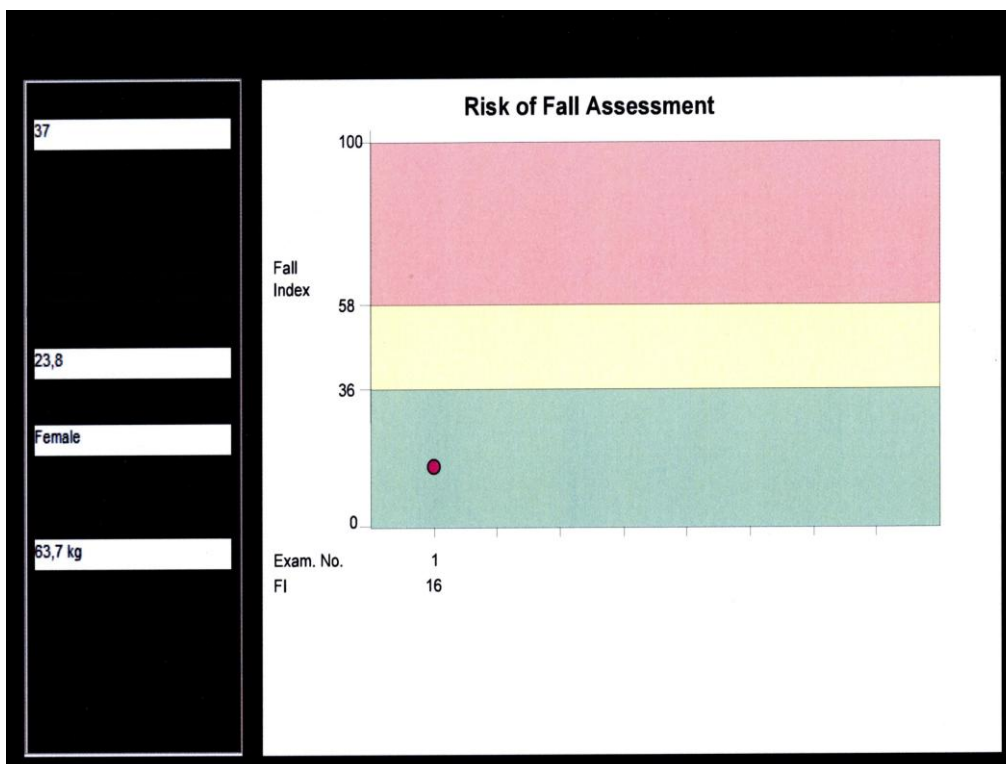 37
23,8
Female
63,7 kg
Risk of Fall Assessment
100
Fall
Index
58
36
0
Exam. No. 1
FI 16